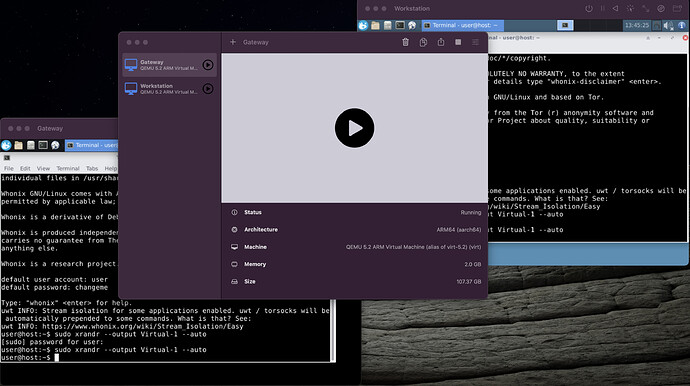 Workstation
Terminal - user@host: ~
13:45:25
Terminal - user@host: ~
doc/*/copyright.
SOLUTELY NO WARRANTY, to the extent
details type "whonix-disclaimer" <enter>.
GNU/Linux and based on Tor.
from the Tor (r) anonymity software and
or Project about quality, suitability or
some applications enabled. uwt / torsocks will be
commands. What is that? See:
rg/wiki/Stream_Isolation/Easy
ut Virtual-1 --auto
ut Virtual-1 --auto
Gateway
Gateway
QEMU 5.2 ARM Virtual M...
Workstation
QEMU 5.2 ARM Virtual M...
Status
Running
Architecture
ARM64 (aarch64)
Machine
QEMU 5.2 ARM Virtual Machine (alias of virt-5.2) (virt)
Memory
2.0 GB
Size
107.37 GB
Gateway
Terminal - user@
File Edit View Terminal Tabs Help
individual files in /usr/sha
Whonix GNU/Linux comes with A
permitted by applicable law;
Whonix is a derivative of Deb
Whonix is produced independen
carries no guarantee from The
anything else.
Whonix is a research project.
default user account: user
default password: changeme
Type: "whonix" <enter> for help.
uwt INFO: Stream isolation for some applications enabled. uwt / torsocks will be
automatically prepended to some commands. What is that? See:
uwt INFO: https://www.whonix.org/wiki/Stream_Isolation/Easy
user@host:~$ sudo xrandr --output Virtual-1 --auto
[sudo] password for user:
user@host:~$ sudo xrandr --output Virtual-1 --auto
user@host:~$